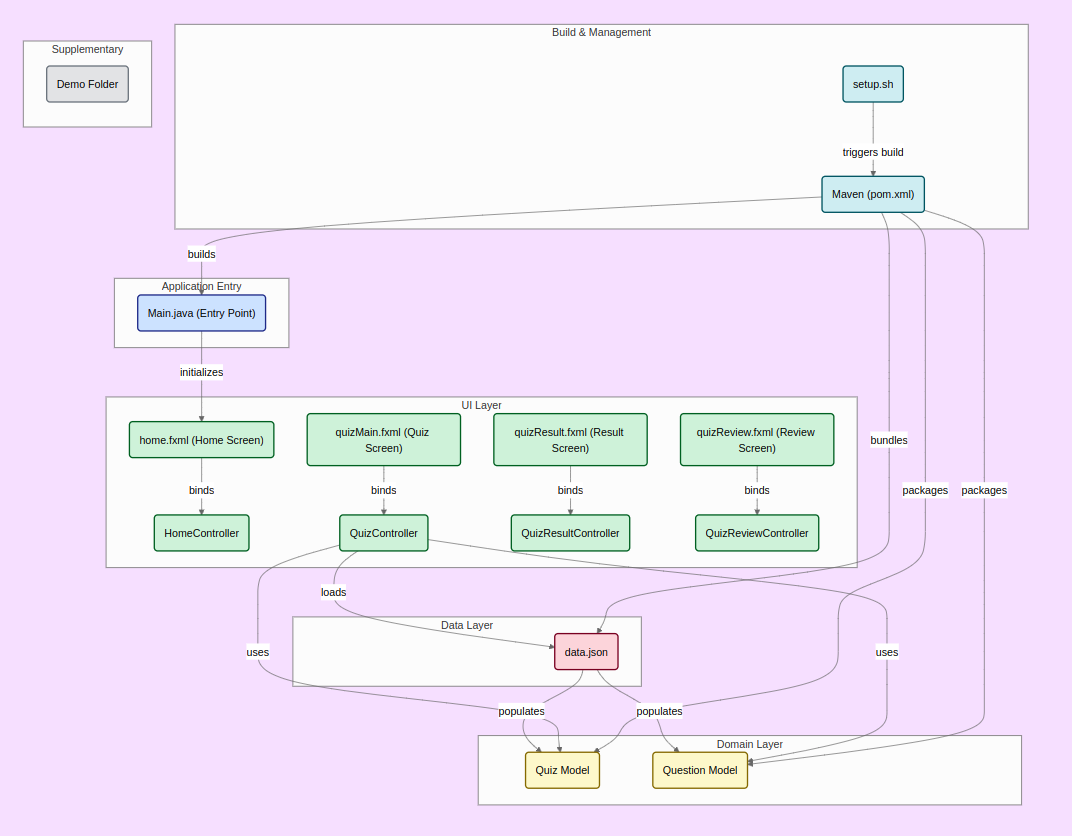 Build & Management
Supplementary
Demo Folder
setup.sh
triggers build
Maven (pom.xml)
builds
Application Entry
Main.java (Entry Point)
initializes
UI Layer
home.fxml (Home Screen)
quizMain.fxml (Quiz
Screen)
quizResult.fxml (Result
Screen)
quizReview.fxml (Review
Screen)
bundles
binds
binds
binds
binds
packages
packages
HomeController
QuizController
QuizResultController
QuizReviewController
loads
Data Layer
uses
data.json
uses
populates
populates
Domain Layer
Quiz Model
Question Model